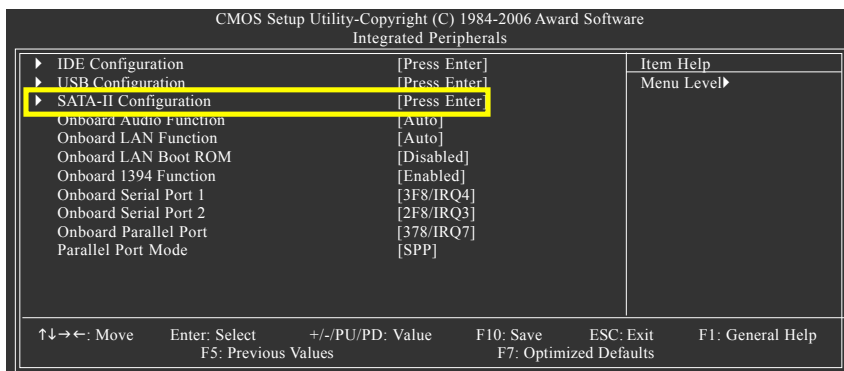 CMOS Setup Utility-Copyright (C) 1984-2006 Award Software
Integrated Peripherals
▶ IDE Configuration [Press Enter] Item Help
▶ USB Configuration [Press Enter] Menu Level▶
▶ SATA-II Configuration [Press Enter]
Onboard Audio Function [Auto]
Onboard LAN Function [Auto]
Onboard LAN Boot ROM [Disabled]
Onboard 1394 Function [Enabled]
Onboard Serial Port 1 [3F8/IRQ4]
Onboard Serial Port 2 [2F8/IRQ3]
Onboard Parallel Port [378/IRQ7]
Parallel Port Mode [SPP]
↑↓→←: Move Enter: Select +/-/PU/PD: Value F10: Save ESC: Exit F1: General Help
F5: Previous Values F7: Optimized Defaults